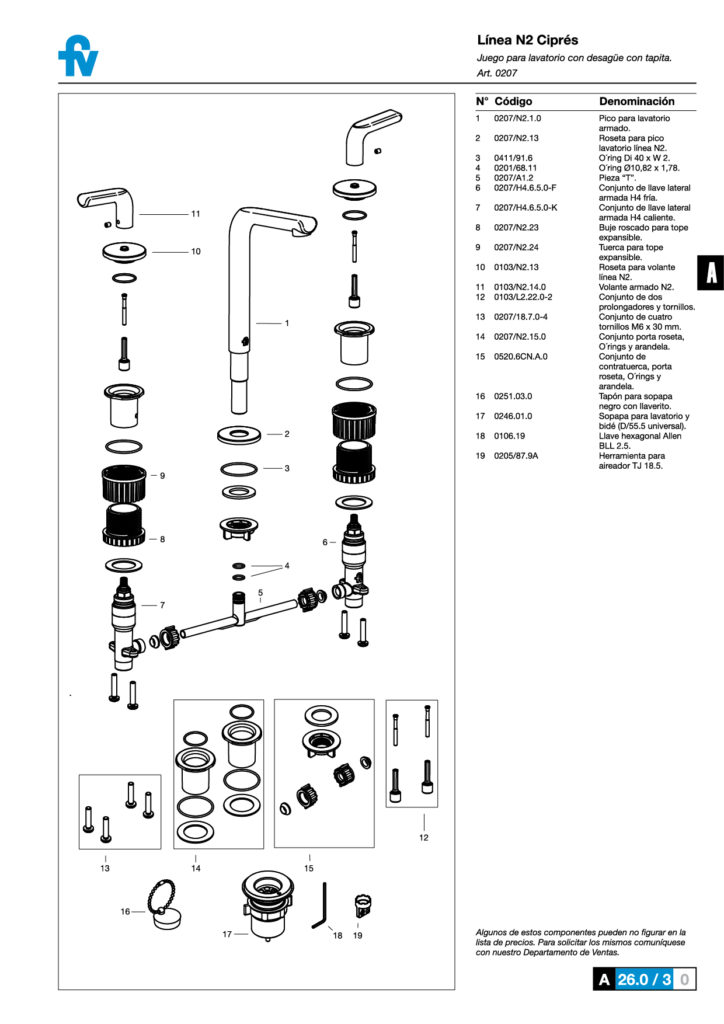 fv
Línea N2 Ciprés
Juego para lavatorio con desagüe con tapita.
Art. 0207
N° Código Denominación
1 0207/N2.1.0 Pico para lavatorio
armado.
2 0207/N2.13 Roseta para pico
lavatorio línea N2.
3 0411/91.6 O´ring Di 40 x W 2.
4 0201/68.11 O´ring Ø10,82 x 1,78.
5 0207/A1.2 Pieza “T”.
6 0207/H4.6.5.0-F Conjunto de llave lateral
armada H4 fría.
7 0207/H4.6.5.0-K Conjunto de llave lateral
armada H4 caliente.
8 0207/N2.23 Buje roscado para tope
expansible.
9 0207/N2.24 Tuerca para tope
expansible.
10 0103/N2.13 Roseta para volante
línea N2.
11 0103/N2.14.0 Volante armado N2.
12 0103/L2.22.0-2 Conjunto de dos
prolongadores y tornillos.
13 0207/18.7.0-4 Conjunto de cuatro
tornillos M6 x 30 mm.
14 0207/N2.15.0 Conjunto porta roseta,
O´rings y arandela.
15 0520.6CN.A.0 Conjunto de
contratuerca, porta
roseta, O´rings y
arandela.
16 0251.03.0 Tapón para sopapa
negro con llaverito.
17 0246.01.0 Sopapa para lavatorio y
bidé (D/55.5 universal).
18 0106.19 Llave hexagonal Allen
BLL 2.5.
19 0205/87.9A Herramienta para
aireador TJ 18.5.
A
11
10
1
2
3
9
8
6
4
5
7
12
13 14 15
16
17 18 19
Algunos de estos componentes pueden no figurar en la
lista de precios. Para solicitar los mismos comuníquese
con nuestro Departamento de Ventas.
A 26.0 / 3 0